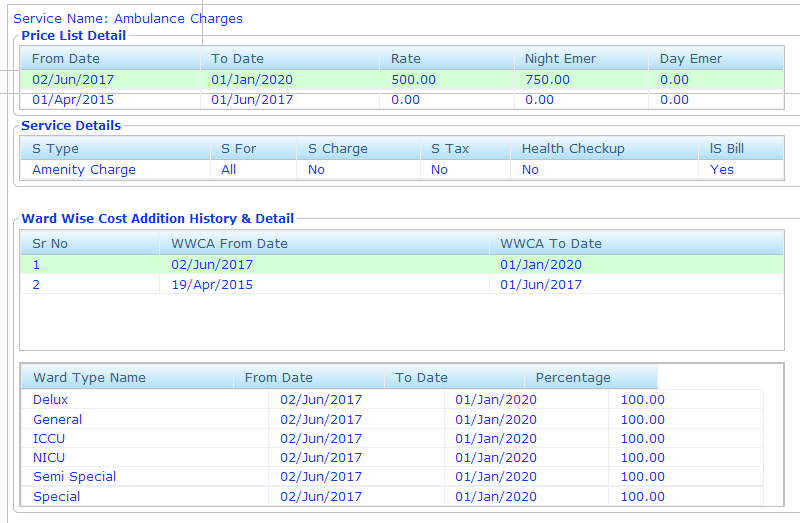 Service Name: Ambulance Charges
Price List Detail
From Date To Date Rate Night Emer Day Emer
02/Jun/2017 01/Jan/2020 500.00 750.00 0.00
01/Apr/2015 01/Jun/2017 0.00 0.00 0.00
Service Details
S Type S For S Charge S Tax Health Checkup IS Bill
Amenity Charge All No No No Yes
Ward Wise Cost Addition History & Detail
Sr No WWCA From Date WWCA To Date
1 02/Jun/2017 01/Jan/2020
2 19/Apr/2015 01/Jun/2017
Ward Type Name From Date To Date Percentage
Delux 02/Jun/2017 01/Jan/2020 100.00
General 02/Jun/2017 01/Jan/2020 100.00
ICCU 02/Jun/2017 01/Jan/2020 100.00
NICU 02/Jun/2017 01/Jan/2020 100.00
Semi Special 02/Jun/2017 01/Jan/2020 100.00
Special 02/Jun/2017 01/Jan/2020 100.00